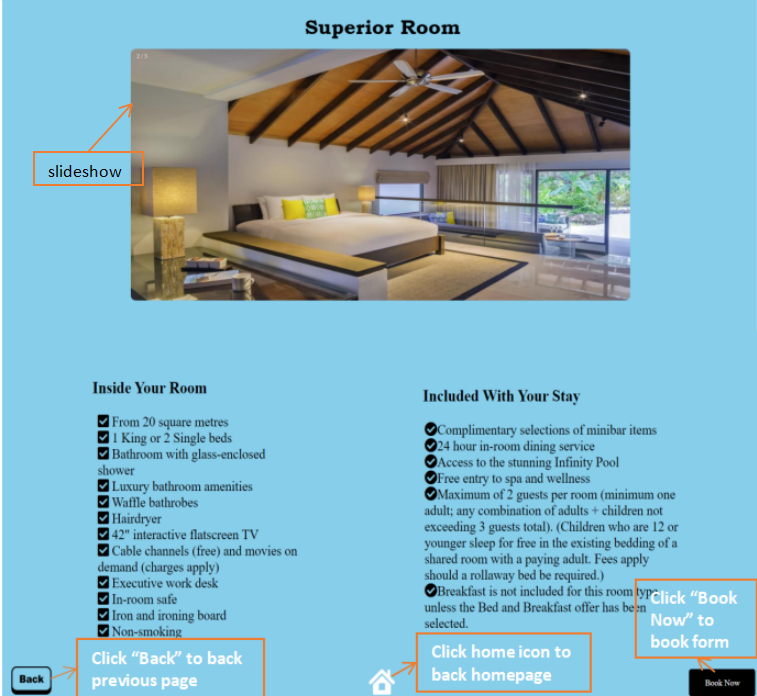 Superior Room
2 / 5
slideshow
Inside Your Room
From 20 square metres
1 King or 2 Single beds
Bathroom with glass-enclosed
shower
Luxury bathroom amenities
Waffle bathrobes
Hairdryer
42" interactive flatscreen TV
Cable channels (free) and movies on
demand (charges apply)
Executive work desk
In-room safe
Iron and ironing board
Non-smoking
Included With Your Stay
Complimentary selections of minibar items
24 hour in-room dining service
Access to the stunning Infinity Pool
Free entry to spa and wellness
Maximum of 2 guests per room (minimum one
adult; any combination of adults + children not
exceeding 3 guests total). (Children who are 12 or
younger sleep for free in the existing bedding of a
shared room with a paying adult. Fees apply
should a rollaway bed be required.)
Breakfast is not included for this room type
unless the Bed and Breakfast offer has been
selected.
Click “Book
Now” to
book form
Back
Click “Back” to back
previous page
Click home icon to
back homepage
Book Now